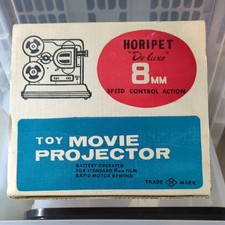 HORIPET
"De luxe"
8MM
SPEED CONTROL ACTION
TOY MOVIE
PROJECTOR
BATTERY OPERATED
FOR STANDARD 8MM FILM
RAPID MOTOR REWIND
TRADE MARK